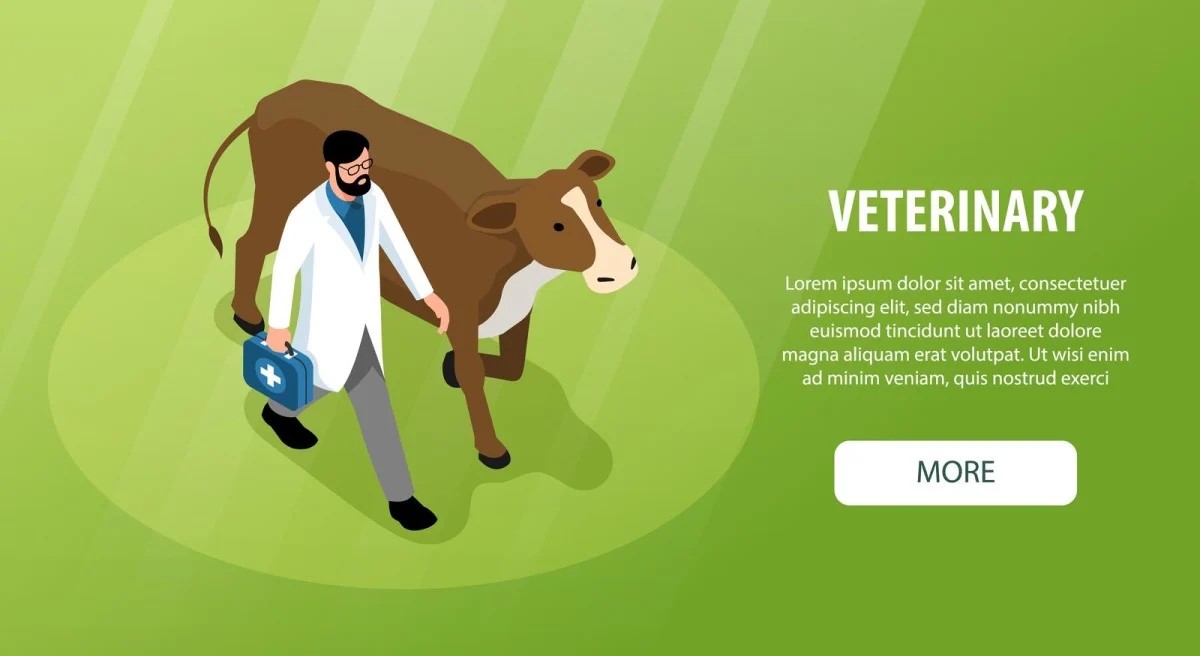 VETERINARY
Lorem ipsum dolor sit amet, consectetuer
adipiscing elit, sed diam nonummy nibh
euismod tincidunt ut laoreet dolore
magna aliquam erat volutpat. Ut wisi enim
ad minim veniam, quis nostrud exerci
MORE